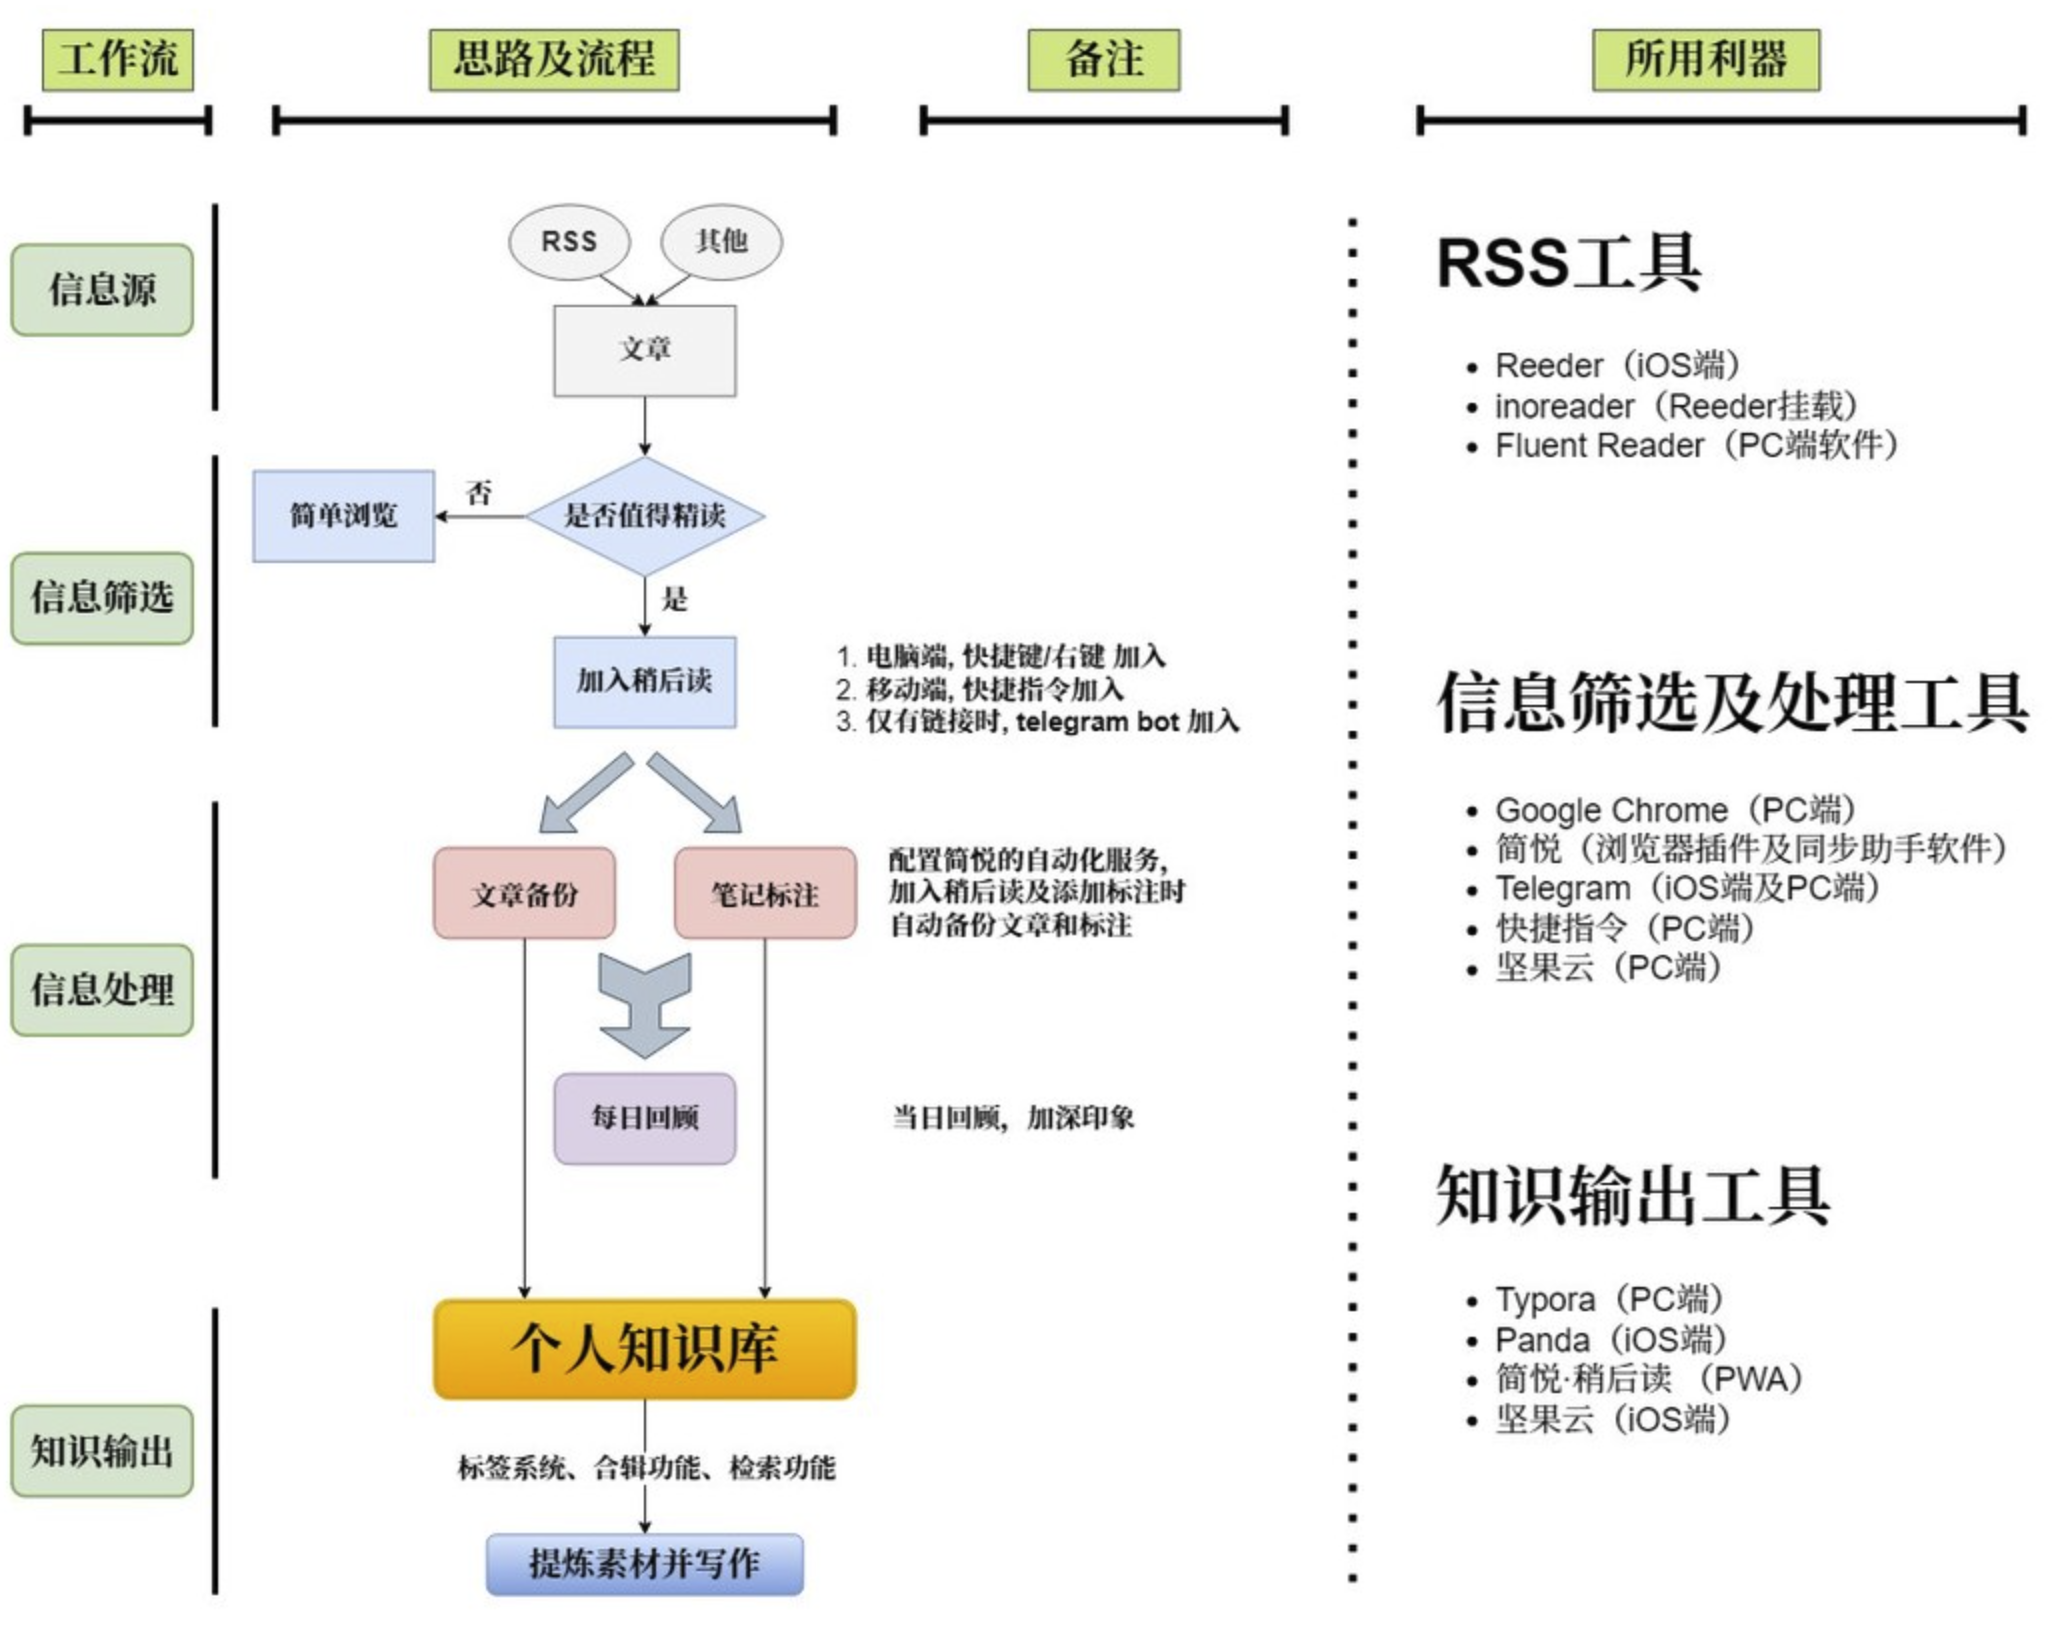 工作流
思路及流程
备注
所用利器
信息源
RSS
其他
文章
信息筛选
是否值得精读
否
简单浏览
是
加入稍后读
1. 电脑端, 快捷键/右键 加入
2. 移动端, 快捷指令加入
3. 仅有链接时, telegram bot 加入
信息处理
文章备份
笔记标注
配置简悦的自动化服务,
加入稍后读及添加标注时
自动备份文章和标注
每日回顾
当日回顾，加深印象
知识输出
个人知识库
标签系统、合辑功能、检索功能
提炼素材并写作
RSS工具
• Reeder（iOS端）
• inoreader（Reeder挂载）
• Fluent Reader（PC端软件）
信息筛选及处理工具
• Google Chrome（PC端）
• 简悦（浏览器插件及同步助手软件）
• Telegram（iOS端及PC端）
• 快捷指令（PC端）
• 坚果云（PC端）
知识输出工具
• Typora（PC端）
• Panda（iOS端）
• 简悦·稍后读 （PWA）
• 坚果云（iOS端）